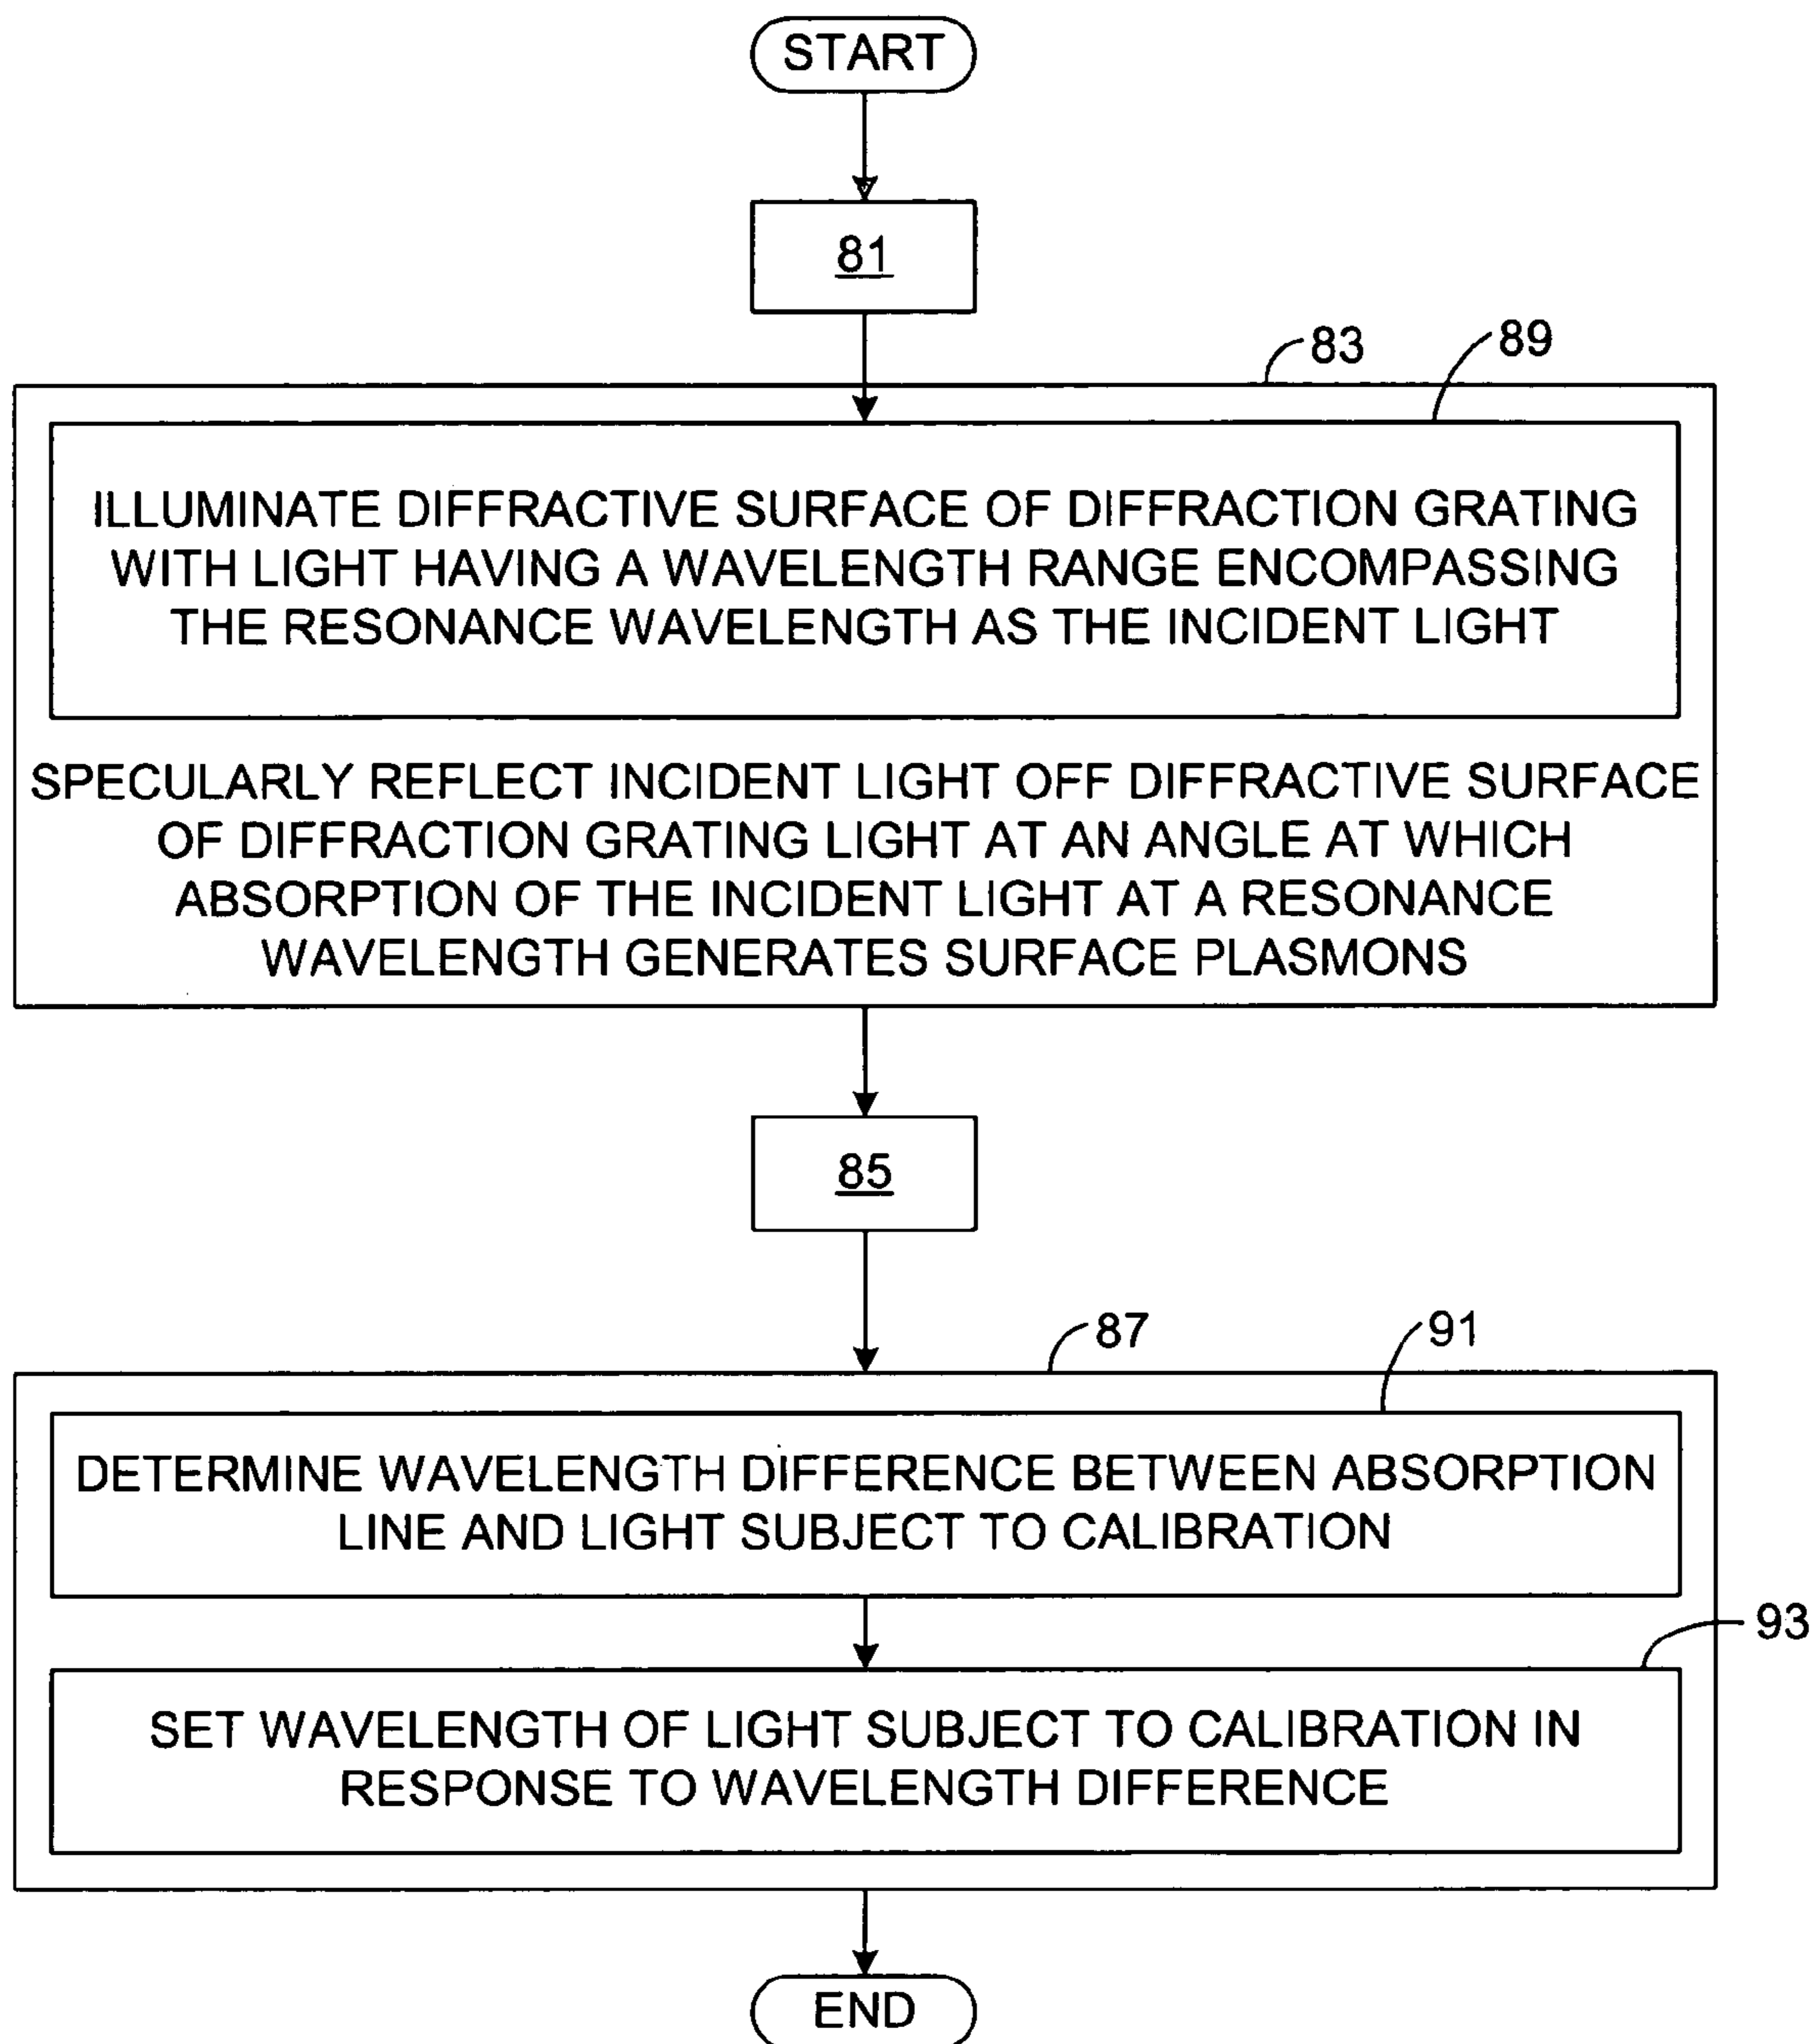 START
81
83
89
ILLUMINATE DIFFRACTIVE SURFACE OF DIFFRACTION GRATING
WITH LIGHT HAVING A WAVELENGTH RANGE ENCOMPASSING
THE RESONANCE WAVELENGTH AS THE INCIDENT LIGHT
SPECULARLY REFLECT INCIDENT LIGHT OFF DIFFRACTIVE SURFACE
OF DIFFRACTION GRATING LIGHT AT AN ANGLE AT WHICH
ABSORPTION OF THE INCIDENT LIGHT AT A RESONANCE
WAVELENGTH GENERATES SURFACE PLASMONS
85
87
91
DETERMINE WAVELENGTH DIFFERENCE BETWEEN ABSORPTION
LINE AND LIGHT SUBJECT TO CALIBRATION
93
SET WAVELENGTH OF LIGHT SUBJECT TO CALIBRATION IN
RESPONSE TO WAVELENGTH DIFFERENCE
END